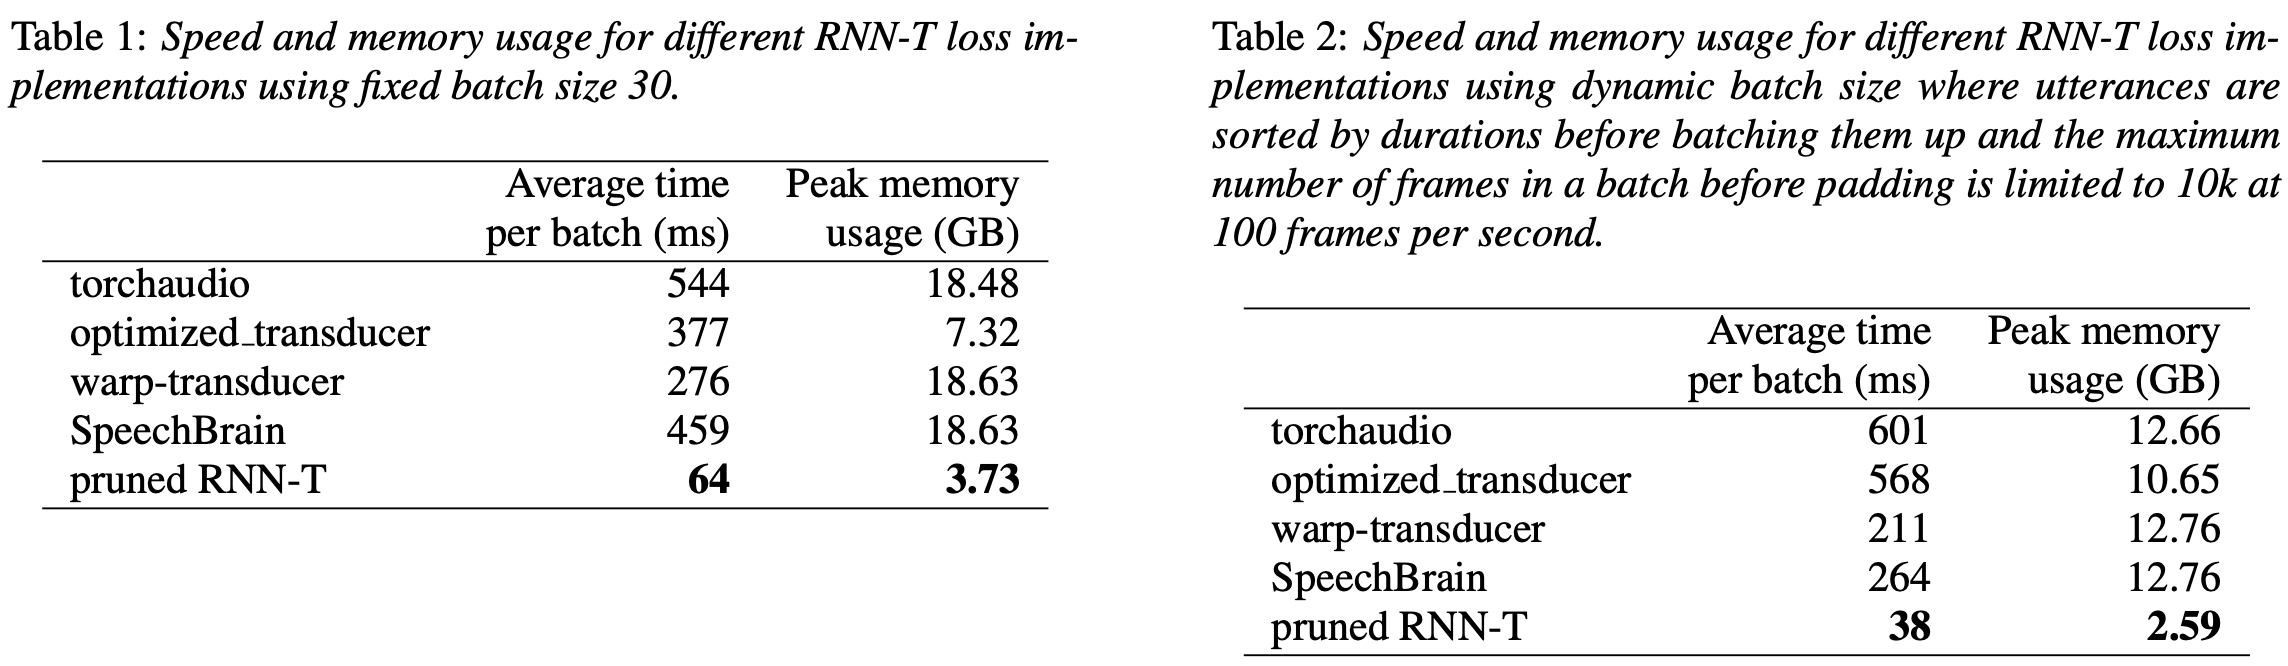 Table 1: Speed and memory usage for different RNN-T loss im-
plementations using fixed batch size 30.
Average time Peak memory
per batch (ms) usage (GB)
torchaudio 544 18.48
optimized_transducer 377 7.32
warp-transducer 276 18.63
SpeechBrain 459 18.63
pruned RNN-T 64 3.73
Table 2: Speed and memory usage for different RNN-T loss im-
plementations using dynamic batch size where utterances are
sorted by durations before batching them up and the maximum
number of frames in a batch before padding is limited to 10k at
100 frames per second.
Average time Peak memory
per batch (ms) usage (GB)
torchaudio 601 12.66
optimized_transducer 568 10.65
warp-transducer 211 12.76
SpeechBrain 264 12.76
pruned RNN-T 38 2.59